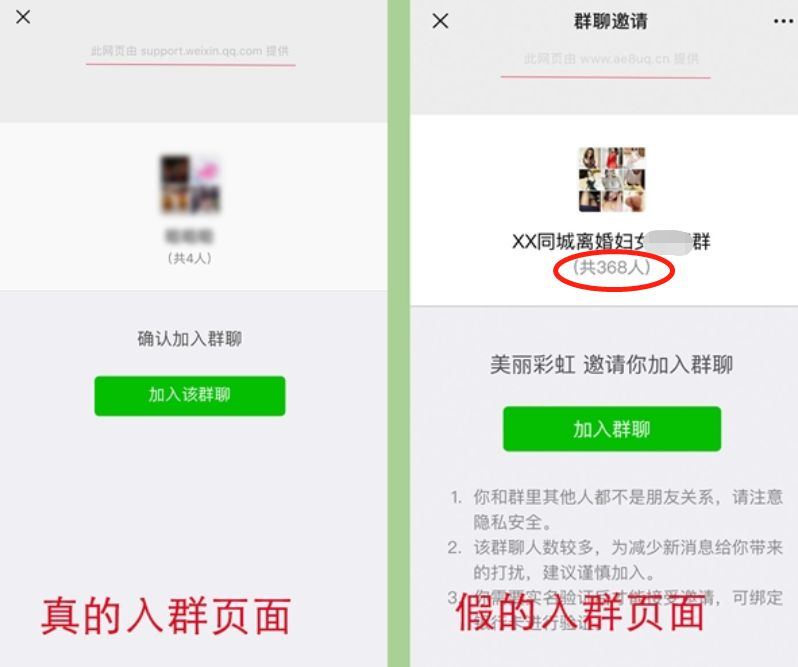 此网页由 support.weixin.qq.com 提供
（共4人）
确认加入群聊
加入该群聊
真的入群页面
群聊邀请
此网页由 www.ae8uq.cn 提供
XX同城离婚妇女群
（共368人）
美丽彩虹 邀请你加入群聊
加入群聊
1. 你和群里其他人都不是朋友关系，请注意
隐私安全。
2. 该群聊人数较多，为减少新消息给你带来
的打扰，建议谨慎加入。
3. 你需要实名验证后才能接受邀请，可绑定
银行卡进行验证。
假的入群页面